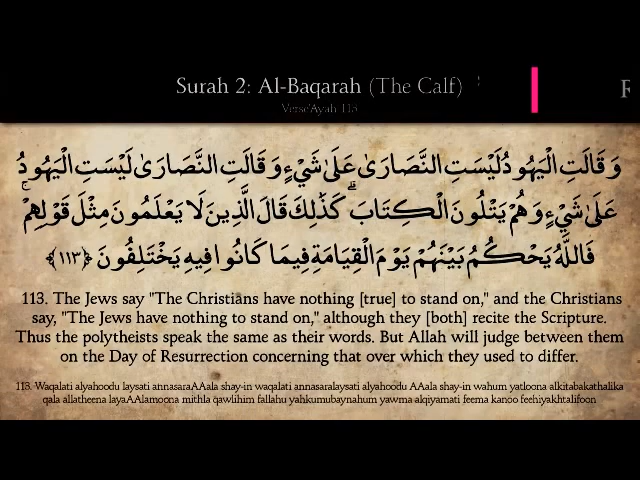 Surah 2: Al-Baqarah (The Calf)
Verse/Ayah 113
وَقَالَتِ الْيَهُودُ لَيْسَتِ النَّصَارَىٰ عَلَىٰ شَيْءٍ وَقَالَتِ النَّصَارَىٰ لَيْسَتِ الْيَهُودُ
عَلَىٰ شَيْءٍ وَهُمْ يَتْلُونَ الْكِتَابَ ۗ كَذَٰلِكَ قَالَ الَّذِينَ لَا يَعْلَمُونَ مِثْلَ قَوْلِهِمْ ۚ
فَاللَّهُ يَحْكُمُ بَيْنَهُمْ يَوْمَ الْقِيَامَةِ فِيمَا كَانُوا فِيهِ يَخْتَلِفُونَ ﴿١١٣﴾
113. The Jews say "The Christians have nothing [true] to stand on," and the Christians
say, "The Jews have nothing to stand on," although they [both] recite the Scripture.
Thus the polytheists speak the same as their words. But Allah will judge between them
on the Day of Resurrection concerning that over which they used to differ.
113. Waqalati alyahoodu laysati annasaraAAala shay-in waqalati annasaralaysati alyahoodu AAala shay-in wahum yatloona alkitabakathalika
qala allatheena layaAAlamoona mithla qawlihim fallahu yahkumubaynahum yawma alqiyamati feema kanoo feehiyakhtalifoon